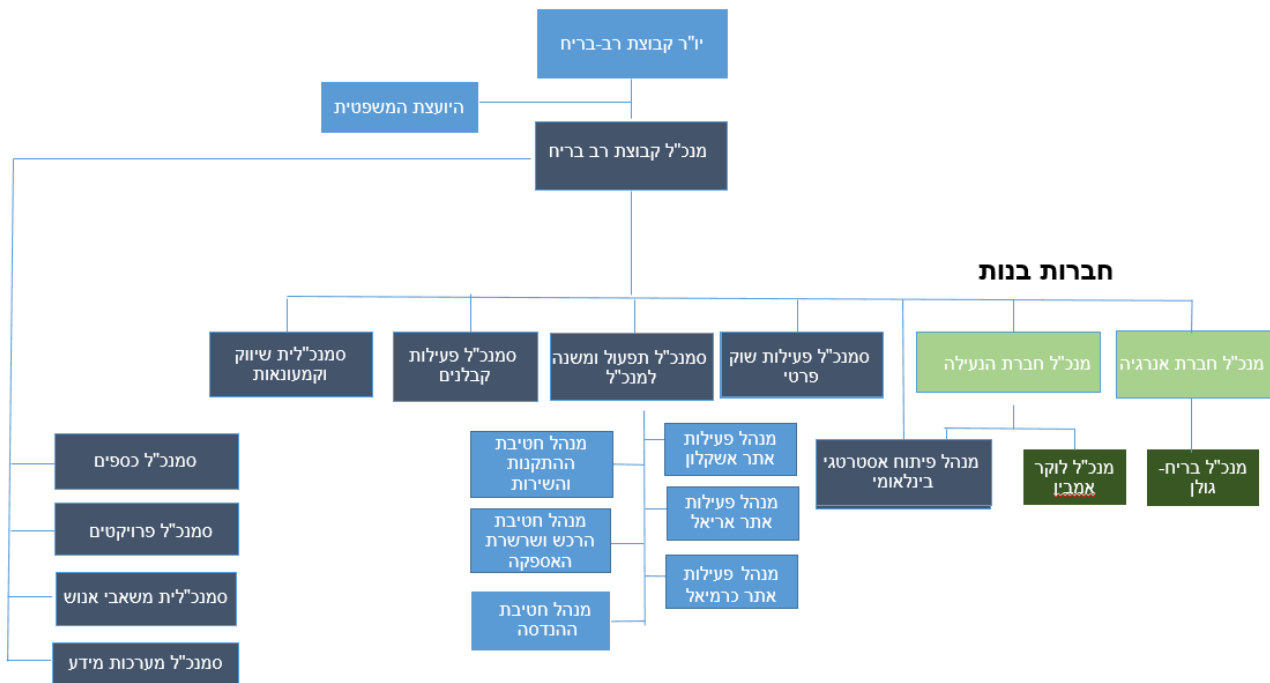 יו"ר קבוצת רב-בריח
היועצת המשפטית
מנכ"ל קבוצת רב בריח
חברות בנות
מנכ"ל חברת אנרגיה
מנכ"ל חברת הנעילה
סמנכ"ל פעילות שוק
פרטי
סמנכ"ל תפעול ומשנה
למנכ"ל
סמנכ"ל פעילות
קבלנים
סמנכ"לית שיווק
וקמעונאות
מנכ"ל בריח-
גולן
מנכ"ל לוקר
אמבין
מנהל פיתוח אסטרטגי
בינלאומי
מנהל פעילות
אתר אשקלון
מנהל פעילות
אתר אריאל
מנהל פעילות
אתר כרמיאל
מנהל חטיבת
ההתקנות
והשירות
מנהל חטיבת
הרכש ושרשרת
האספקה
מנהל חטיבת
ההנדסה
סמנכ"ל כספים
סמנכ"ל פרויקטים
סמנכ"לית משאבי אנוש
סמנכ"ל מערכות מידע